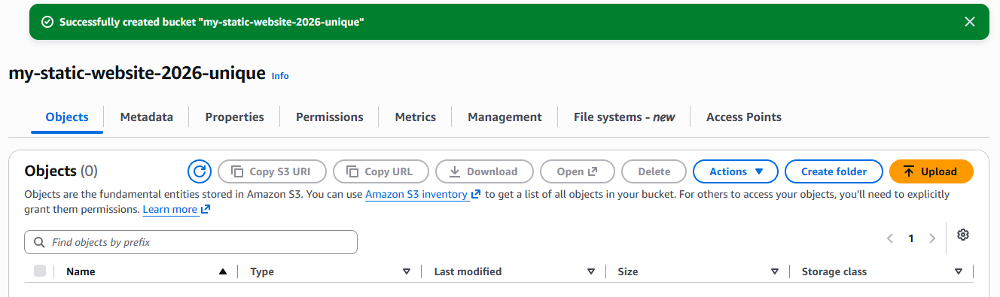 Successfully created bucket "my-static-website-2026-unique"
my-static-website-2026-unique Info
Objects Metadata Properties Permissions Metrics Management File systems - new Access Points
Objects (0) Copy S3 URI Copy URL Download Open Delete Actions Create folder Upload
Objects are the fundamental entities stored in Amazon S3. You can use Amazon S3 inventory to get a list of all objects in your bucket. For others to access your objects, you'll need to explicitly
grant them permissions. Learn more
Find objects by prefix 1
Name Type Last modified Size Storage class